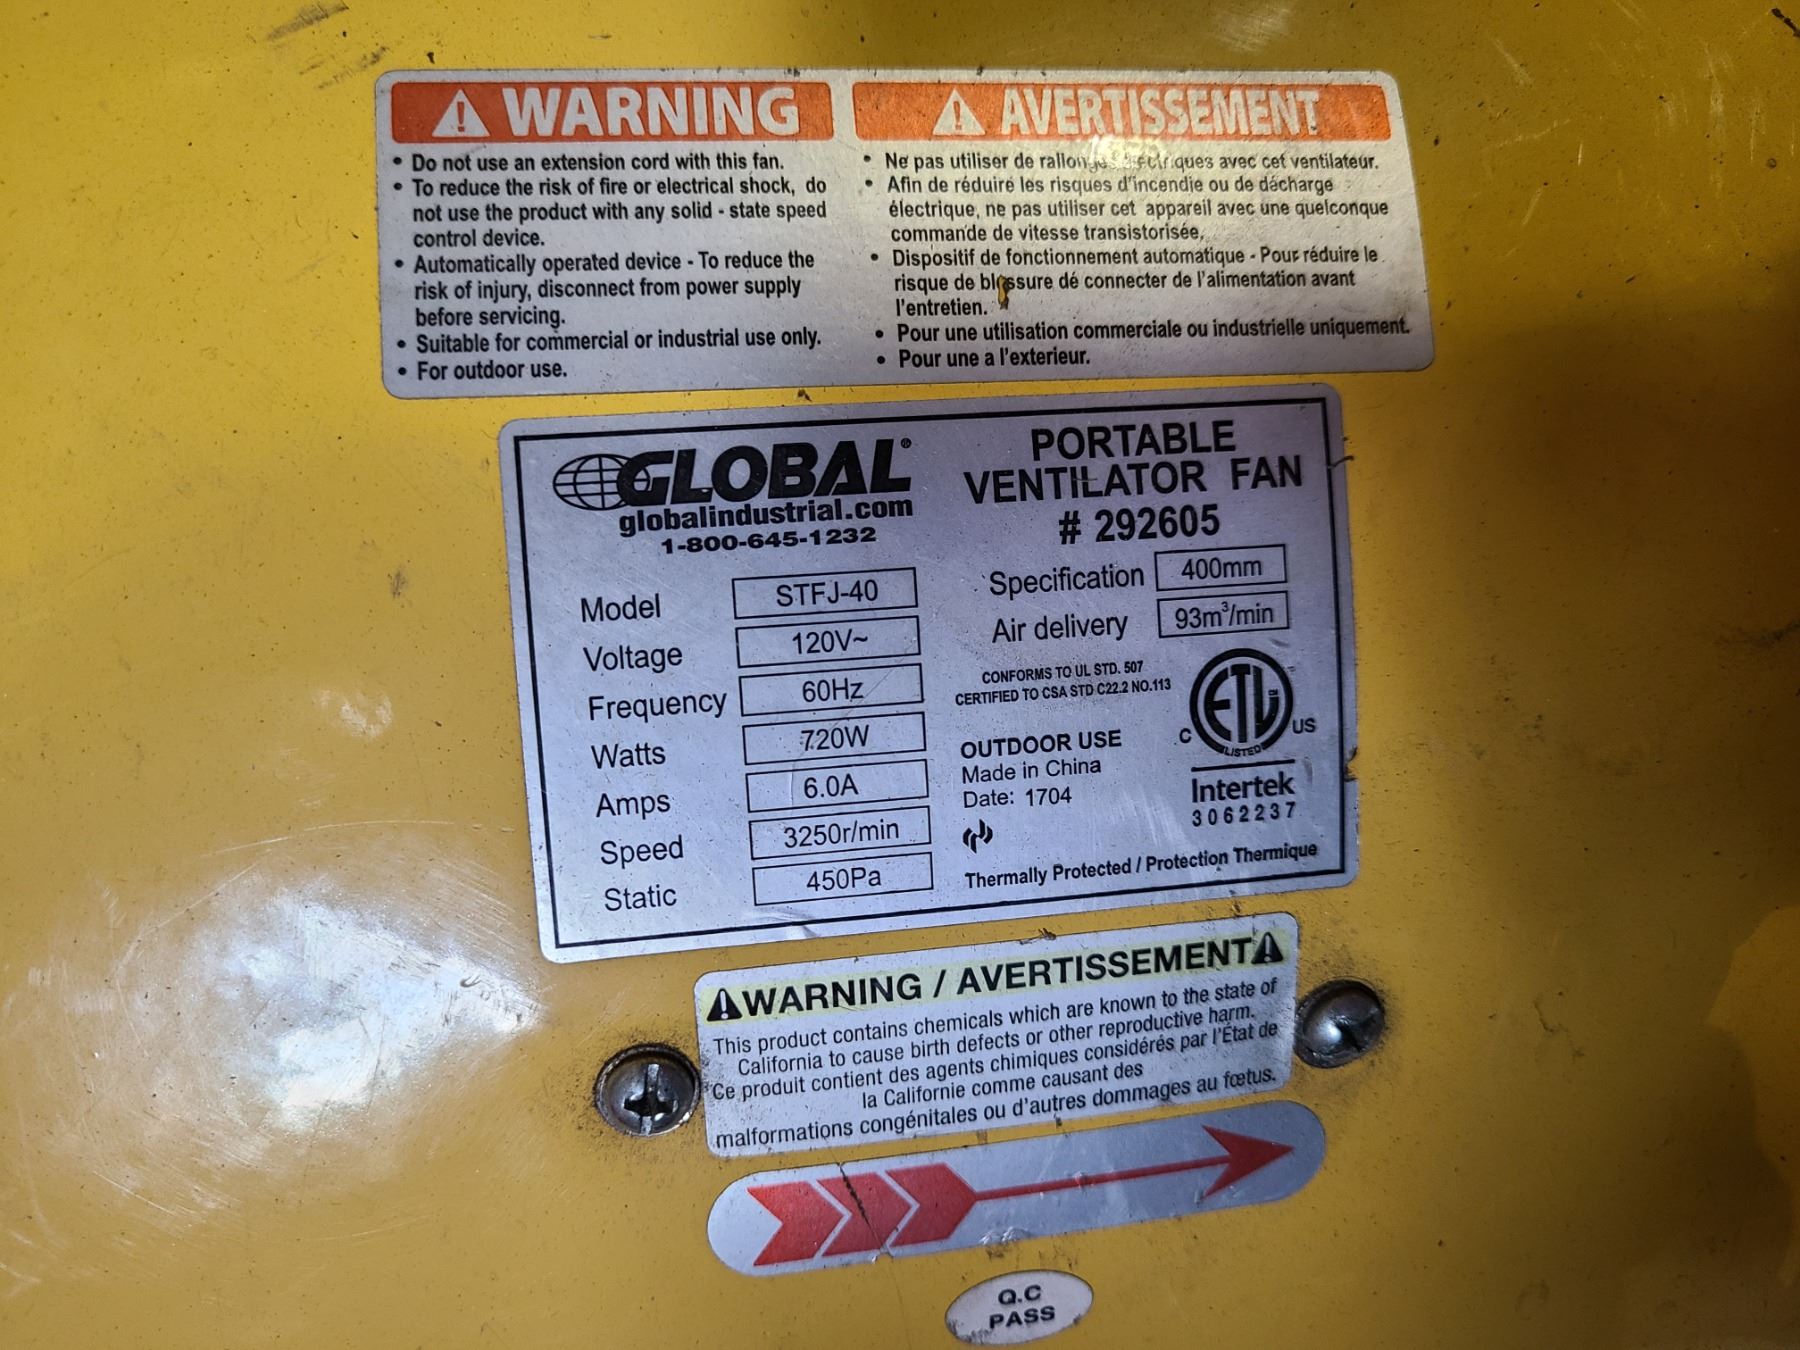 WARNING
• Do not use an extension cord with this fan.
• To reduce the risk of fire or electrical shock, do
not use the product with any solid - state speed
control device.
• Automatically operated device - To reduce the
risk of injury, disconnect from power supply
before servicing.
• Suitable for commercial or industrial use only.
• For outdoor use.
AVERTISSEMENT
• Ne pas utiliser de avec cet ventilateur.
• Afin de réduire les risques d'incendie ou de décharge
électrique, ne pas utiliser cet appareil avec une quelconque
commande de vitesse transistorisée,
• Dispositif de fonctionnement automatique - Pour réduire le
risque de blessure dé connecter de l'alimentation avant
l'entretien.
• Pour une utilisation commerciale ou industrielle uniquement.
• Pour une a l'exterieur.
GLOBAL®
globalindustrial.com
1-800-645-1232
PORTABLE
VENTILATOR FAN
# 292605
Model STFJ-40
Voltage 120V~
Frequency 60Hz
Watts 720W
Amps 6.0A
Speed 3250r/min
Static 450Pa
Specification 400mm
Air delivery 93m³/min
CONFORMS TO UL STD. 507
CERTIFIED TO CSA STD C22.2 NO.113
OUTDOOR USE
Made in China
Date: 1704
C ETL US
LISTED
Intertek
3062237
Thermally Protected / Protection Thermique
WARNING / AVERTISSEMENT
This product contains chemicals which are known to the state of
California to cause birth defects or other reproductive harm.
Ce produit contient des agents chimiques considérés par l'État de
la Californie comme causant des
malformations congénitales ou d'autres dommages au fœtus.
Q.C
PASS